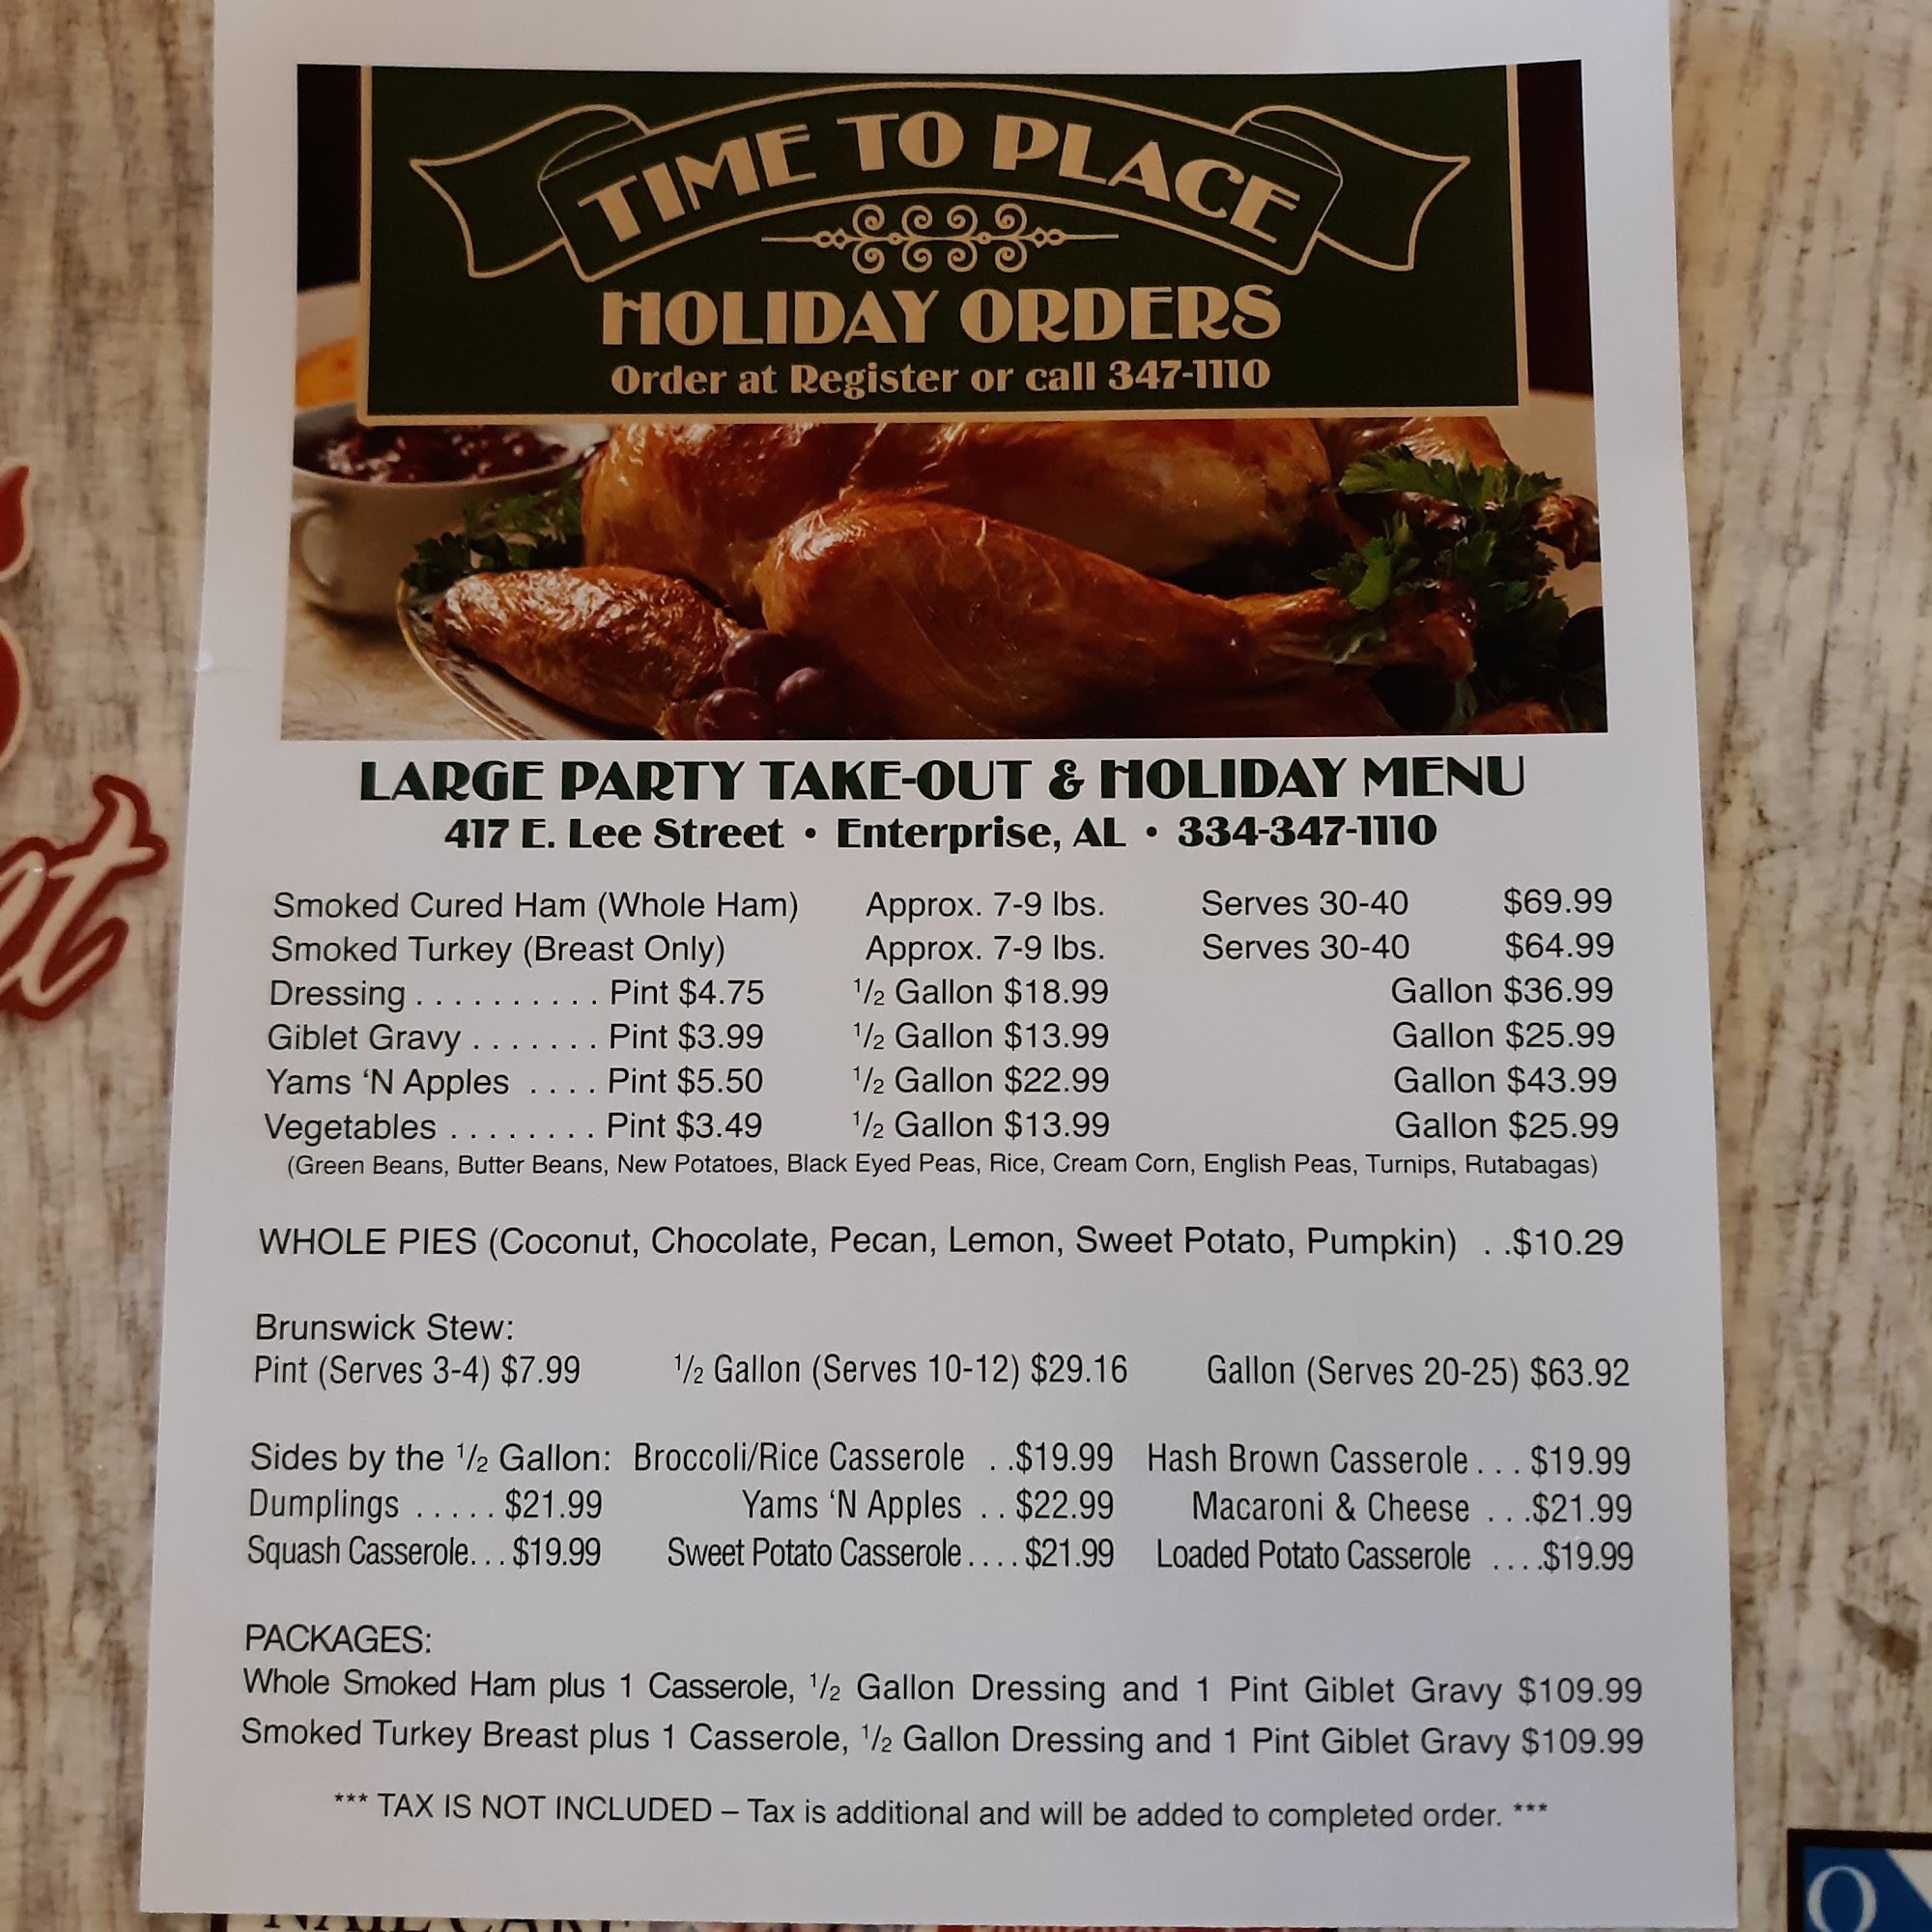 TIME TO PLACE
HOLIDAY ORDERS
Order at Register or call 347-1110
LARGE PARTY TAKE-OUT & HOLIDAY MENU
417 E. Lee Street • Enterprise, AL • 334-347-1110
Smoked Cured Ham (Whole Ham) Approx. 7-9 lbs. Serves 30-40 $69.99
Smoked Turkey (Breast Only) Approx. 7-9 lbs. Serves 30-40 $64.99
Dressing . . . . . . . . . . Pint $4.75 1/2 Gallon $18.99 Gallon $36.99
Giblet Gravy . . . . . . . Pint $3.99 1/2 Gallon $13.99 Gallon $25.99
Yams ‘N Apples . . . . Pint $5.50 1/2 Gallon $22.99 Gallon $43.99
Vegetables . . . . . . . . Pint $3.49 1/2 Gallon $13.99 Gallon $25.99
(Green Beans, Butter Beans, New Potatoes, Black Eyed Peas, Rice, Cream Corn, English Peas, Turnips, Rutabagas)
WHOLE PIES (Coconut, Chocolate, Pecan, Lemon, Sweet Potato, Pumpkin) . .$10.29
Brunswick Stew:
Pint (Serves 3-4) $7.99 1/2 Gallon (Serves 10-12) $29.16 Gallon (Serves 20-25) $63.92
Sides by the 1/2 Gallon: Broccoli/Rice Casserole . .$19.99 Hash Brown Casserole . . . $19.99
Dumplings . . . . . $21.99 Yams ‘N Apples . . $22.99 Macaroni & Cheese . . .$21.99
Squash Casserole. . . $19.99 Sweet Potato Casserole . . . . $21.99 Loaded Potato Casserole . . . .$19.99
PACKAGES:
Whole Smoked Ham plus 1 Casserole, 1/2 Gallon Dressing and 1 Pint Giblet Gravy $109.99
Smoked Turkey Breast plus 1 Casserole, 1/2 Gallon Dressing and 1 Pint Giblet Gravy $109.99
*** TAX IS NOT INCLUDED – Tax is additional and will be added to completed order. ***